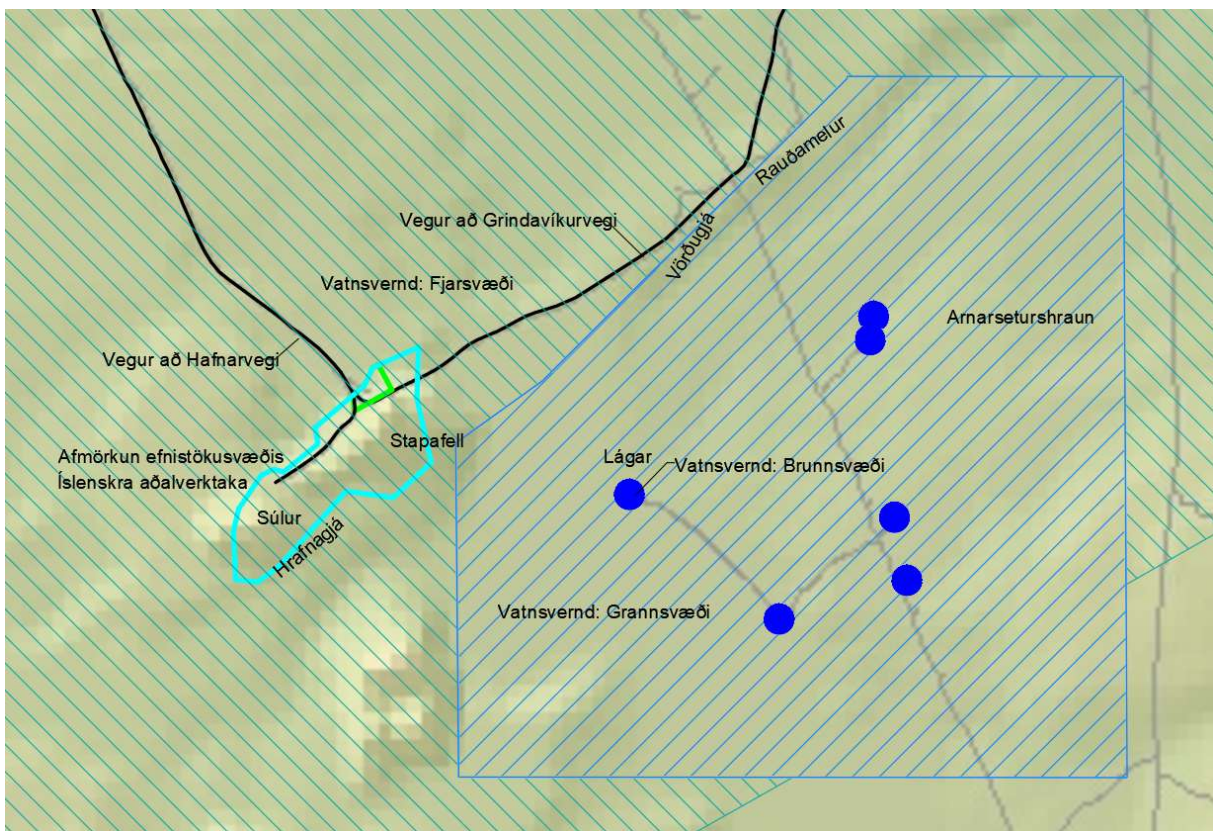 Rauðamelur
Vegur að Grindavíkurvegi
Vörðugjá
Vatnsvernd: Fjarsvæði
Arnarseturshraun
Vegur að Hafnarvegi
Stapafell
Afmörkun efnistökusvæðis
Íslenskra aðalverktaka
Lágar
Vatnsvernd: Brunnsvæði
Súlur
Hrafnagjá
Vatnsvernd: Grannsvæði